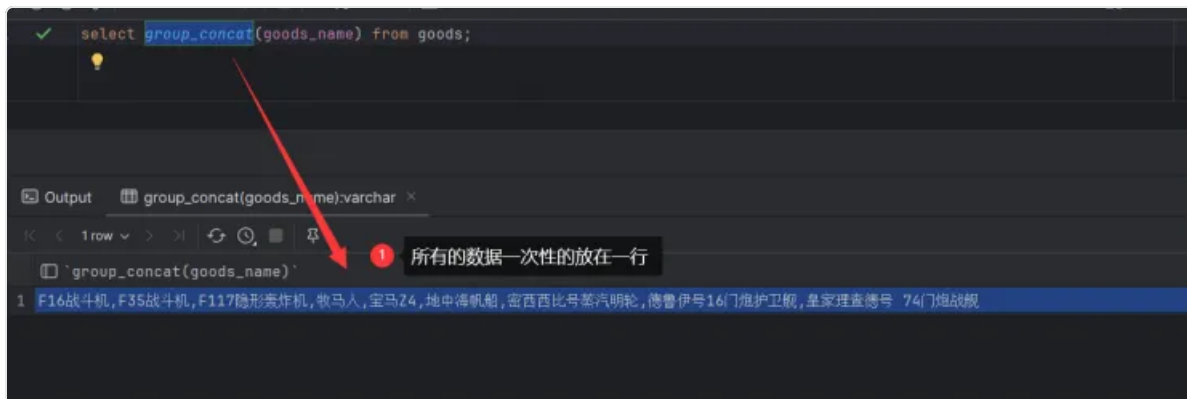 select group_concat(goods_name) from goods;
Output group_concat(goods_name):varchar ×
1 row
1 所有的数据一次性的放在一行
`group_concat(goods_name)`
1 F16战斗机,F35战斗机,F117隐形轰炸机,牧马人,宝马Z4,地中海帆船,密西西比号蒸汽明轮,德鲁伊号16门炮护卫舰,皇家理查德号 74门炮战舰